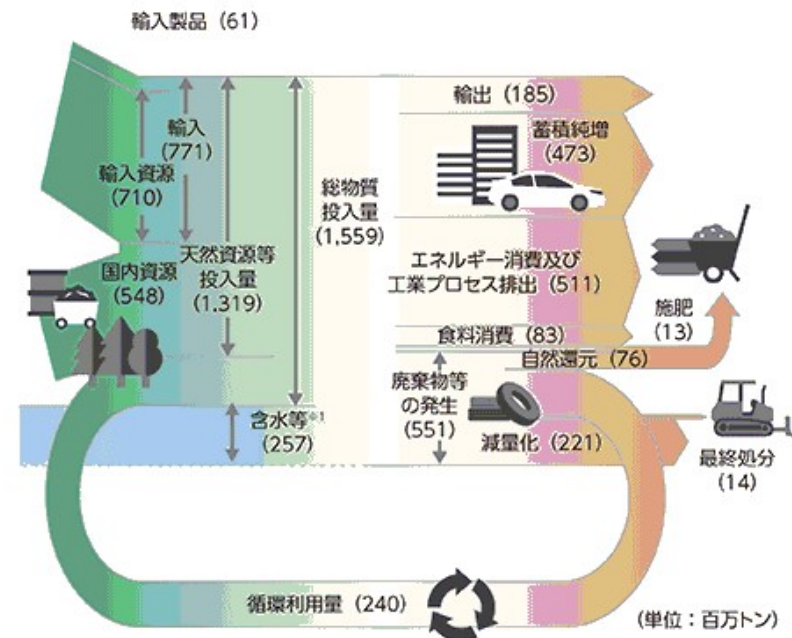 輸入製品（61）
輸入
（771）
輸入資源
（710）
国内資源
（548）
天然資源等
投入量
（1,319）
総物質
投入量
（1,559）
含水等※1
（257）
輸出（185）
蓄積純増
（473）
エネルギー消費及び
工業プロセス排出（511）
食料消費（83）
自然還元（76）
廃棄物等
の発生
（551）
減量化（221）
施肥
（13）
最終処分
（14）
循環利用量（240）
（単位：百万トン）